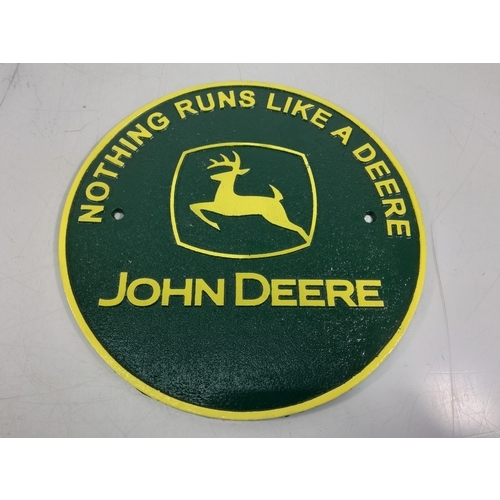 NOTHING RUNS LIKE A DEERE
JOHN DEERE